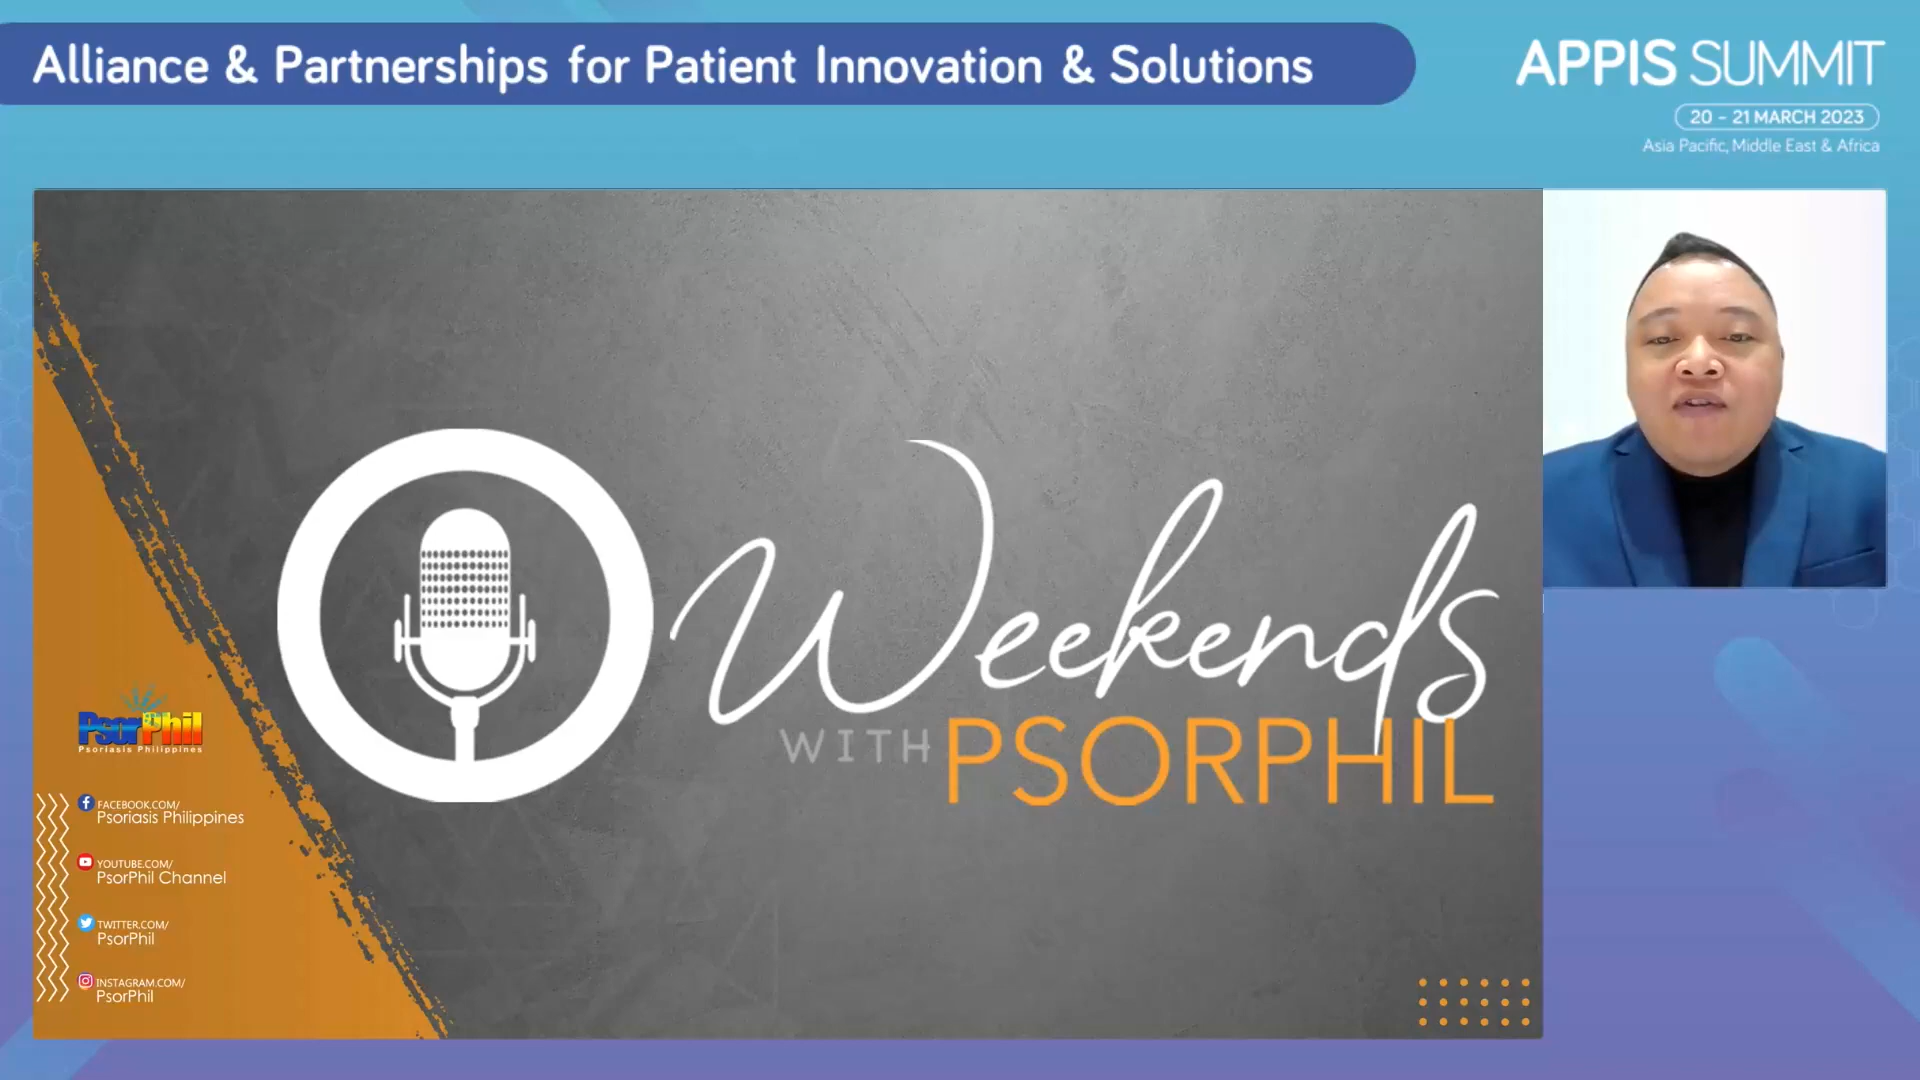 Alliance & Partnerships for Patient Innovation & Solutions
APPIS SUMMIT
20 - 21 MARCH 2023
Asia Pacific, Middle East & Africa
Weekends
WITH PSORPHIL
PsorPhil
Psoriasis Philippines
FACEBOOK.COM/
Psoriasis Philippines
YOUTUBE.COM/
PsorPhil Channel
TWITTER.COM/
PsorPhil
INSTAGRAM.COM/
PsorPhil